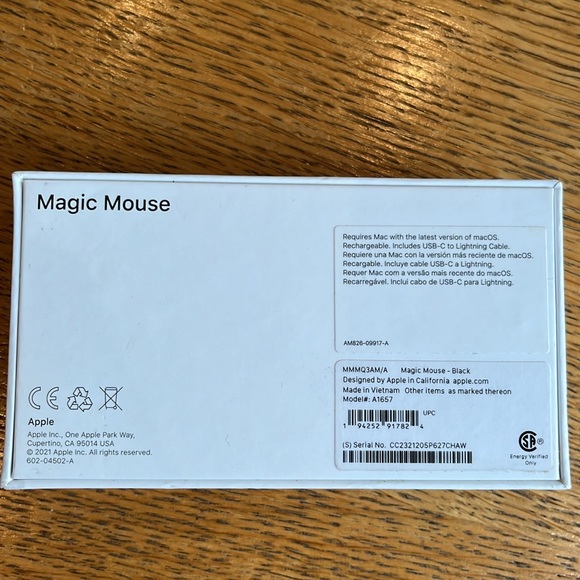 Magic Mouse
Requires Mac with the latest version of macOS.
Rechargeable. Includes USB-C to Lightning Cable.
Requiere una Mac con la versión más reciente de macOS.
Recargable. Incluye cable USB-C a Lightning.
Requer Mac com a versão mais recente do macOS.
Recarregável. Inclui cabo de USB-C para Lightning.
AM826-09917-A
MMMQ3AM/A Magic Mouse - Black
Designed by Apple in California apple.com
Made in Vietnam Other items as marked thereon
Model#: A1657
UPC
1 94252 91782 4
(S) Serial No. CC2321205P627CHAW
SA
Energy Verified
Only
CE
Apple
Apple Inc., One Apple Park Way,
Cupertino, CA 95014 USA
© 2021 Apple Inc. All rights reserved.
602-04502-A